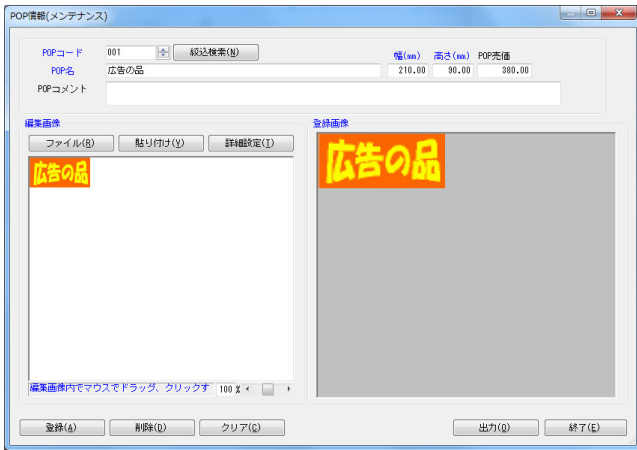 POP情報(メンテナンス)
POPコード 001 絞込検索(N)
幅(mm) 高さ(mm) POP売価
POP名 広告の品 210.00 90.00 380.00
POPコメント
編集画像 登録画像
ファイル(R) 貼り付け(V) 詳細設定(I)
広告の品
広告の品
編集画像内でマウスでドラッグ、クリックす 100 %
登録(A) 削除(D) クリア(C) 出力(O) 終了(E)